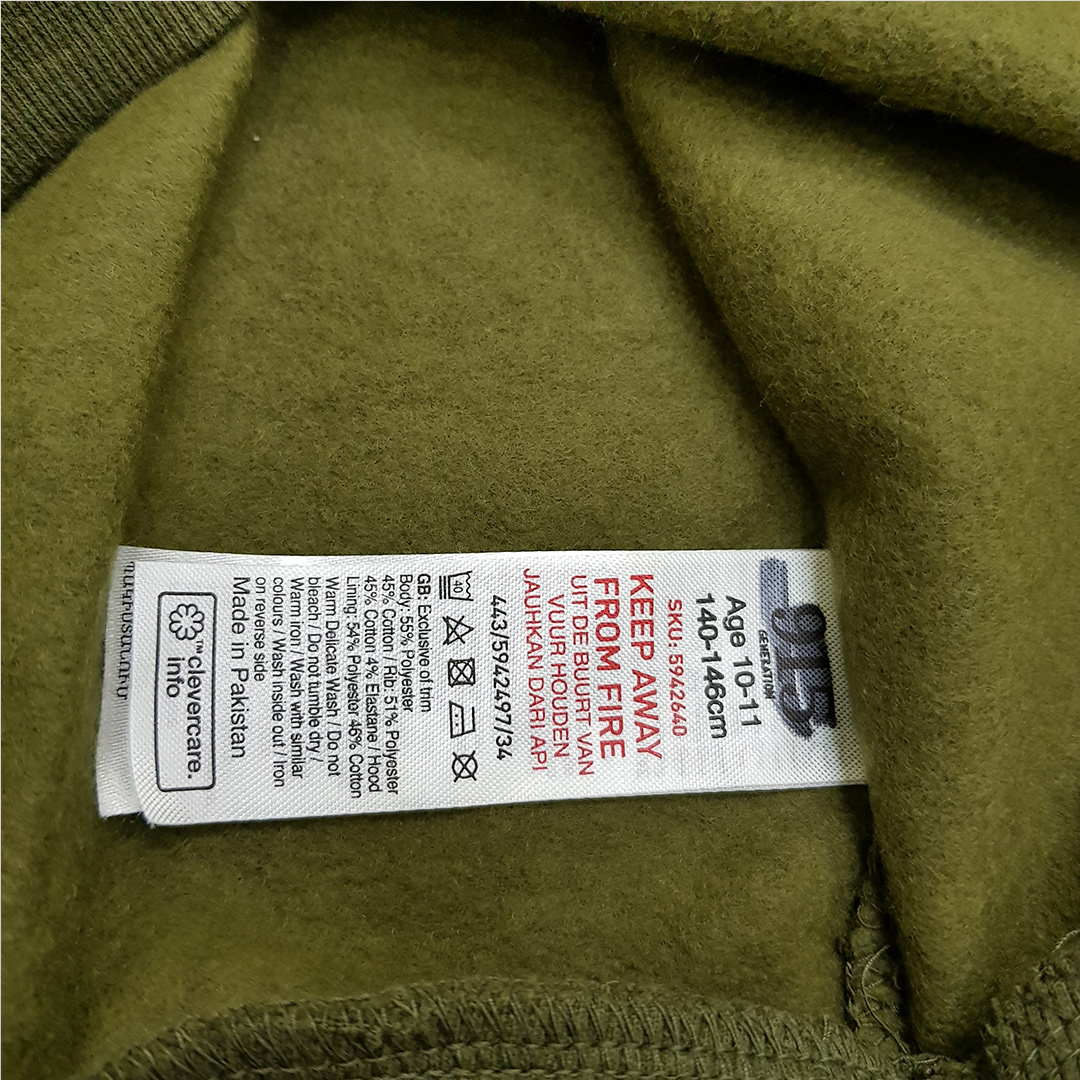 915
GENERATION
Age 10-11
140-146cm
SKU: 5942640
KEEP AWAY
FROM FIRE
UIT DE BUURT VAN
VUUR HOUDEN
JAUHKAN DARI API
443/5942497/34
40
GB: Exclusive of trim
Body: 55% Polyester
45% Cotton / Rib: 51% Polyester
45% Cotton 4% Elastane / Hood
Lining: 54% Polyester 46% Cotton
Warm Delicate Wash / Do not
bleach / Do not tumble dry /
Warm iron / Wash with similar
colours / Wash inside out / Iron
on reverse side
Made in Pakistan
™clevercare.
info